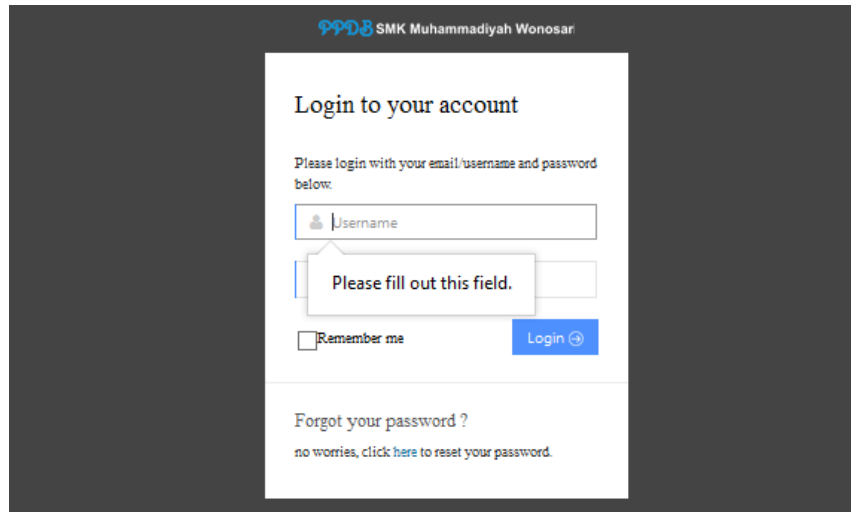 PPDB SMK Muhammadiyah Wonosari
Login to your account
Please login with your email/username and password
below.
Username
Please fill out this field.
Remember me
Login
Forgot your password ?
no worries, click here to reset your password.